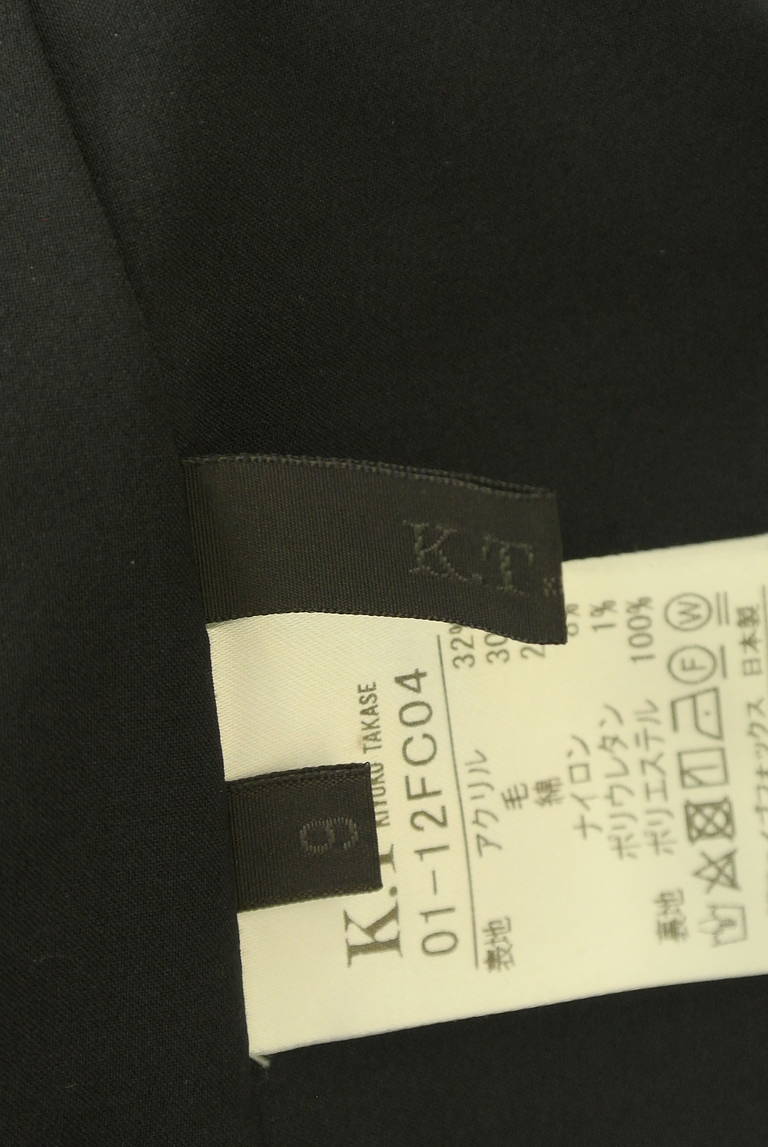 K.T.
9
K.T KIYOKO TAKASE
01-12FC04
表地 アクリル 32%
毛 30
綿 2
ナイロン 8%
ポリウレタン 1%
裏地 ポリエステル 100%
F W
日本製